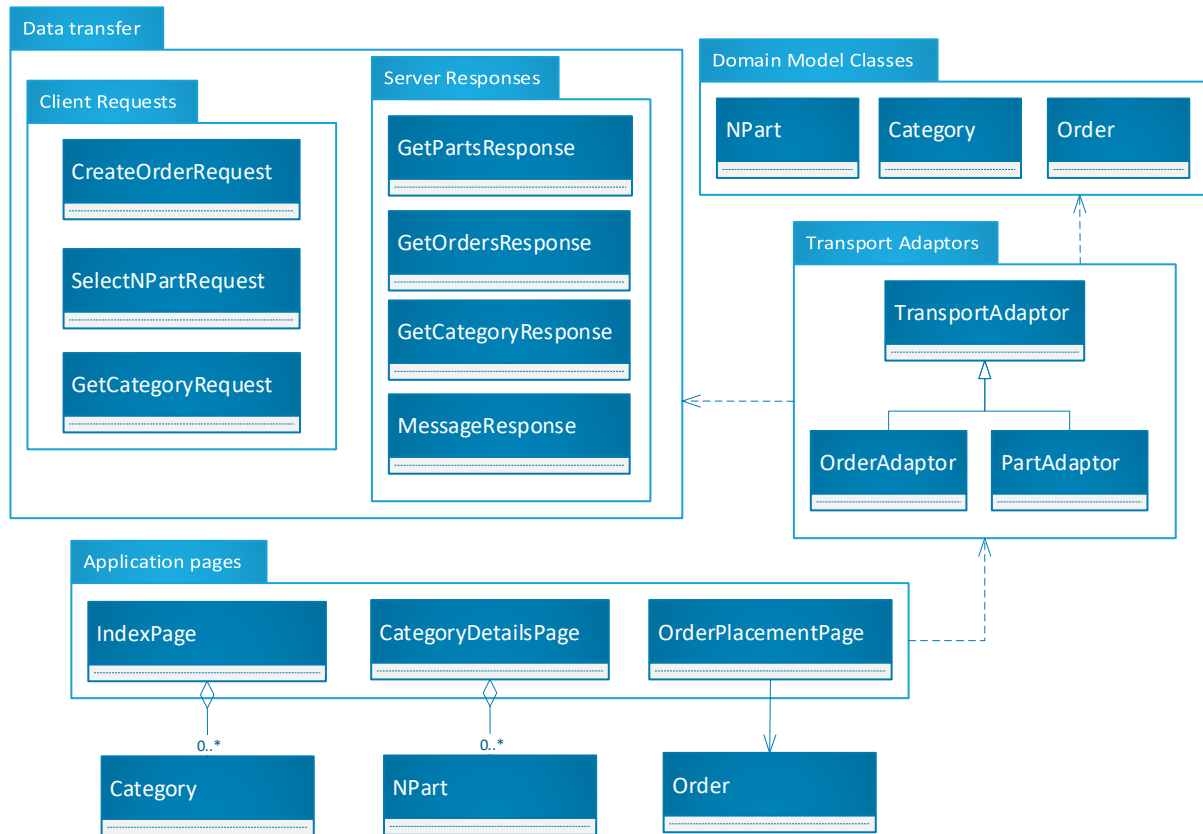 Data transfer
Client Requests
CreateOrderRequest
SelectNPartRequest
GetCategoryRequest
Server Responses
GetPartsResponse
GetOrdersResponse
GetCategoryResponse
MessageResponse
Domain Model Classes
NPart
Category
Order
Transport Adaptors
TransportAdaptor
OrderAdaptor
PartAdaptor
Application pages
IndexPage
CategoryDetailsPage
OrderPlacementPage
0..*
0..*
Category
NPart
Order